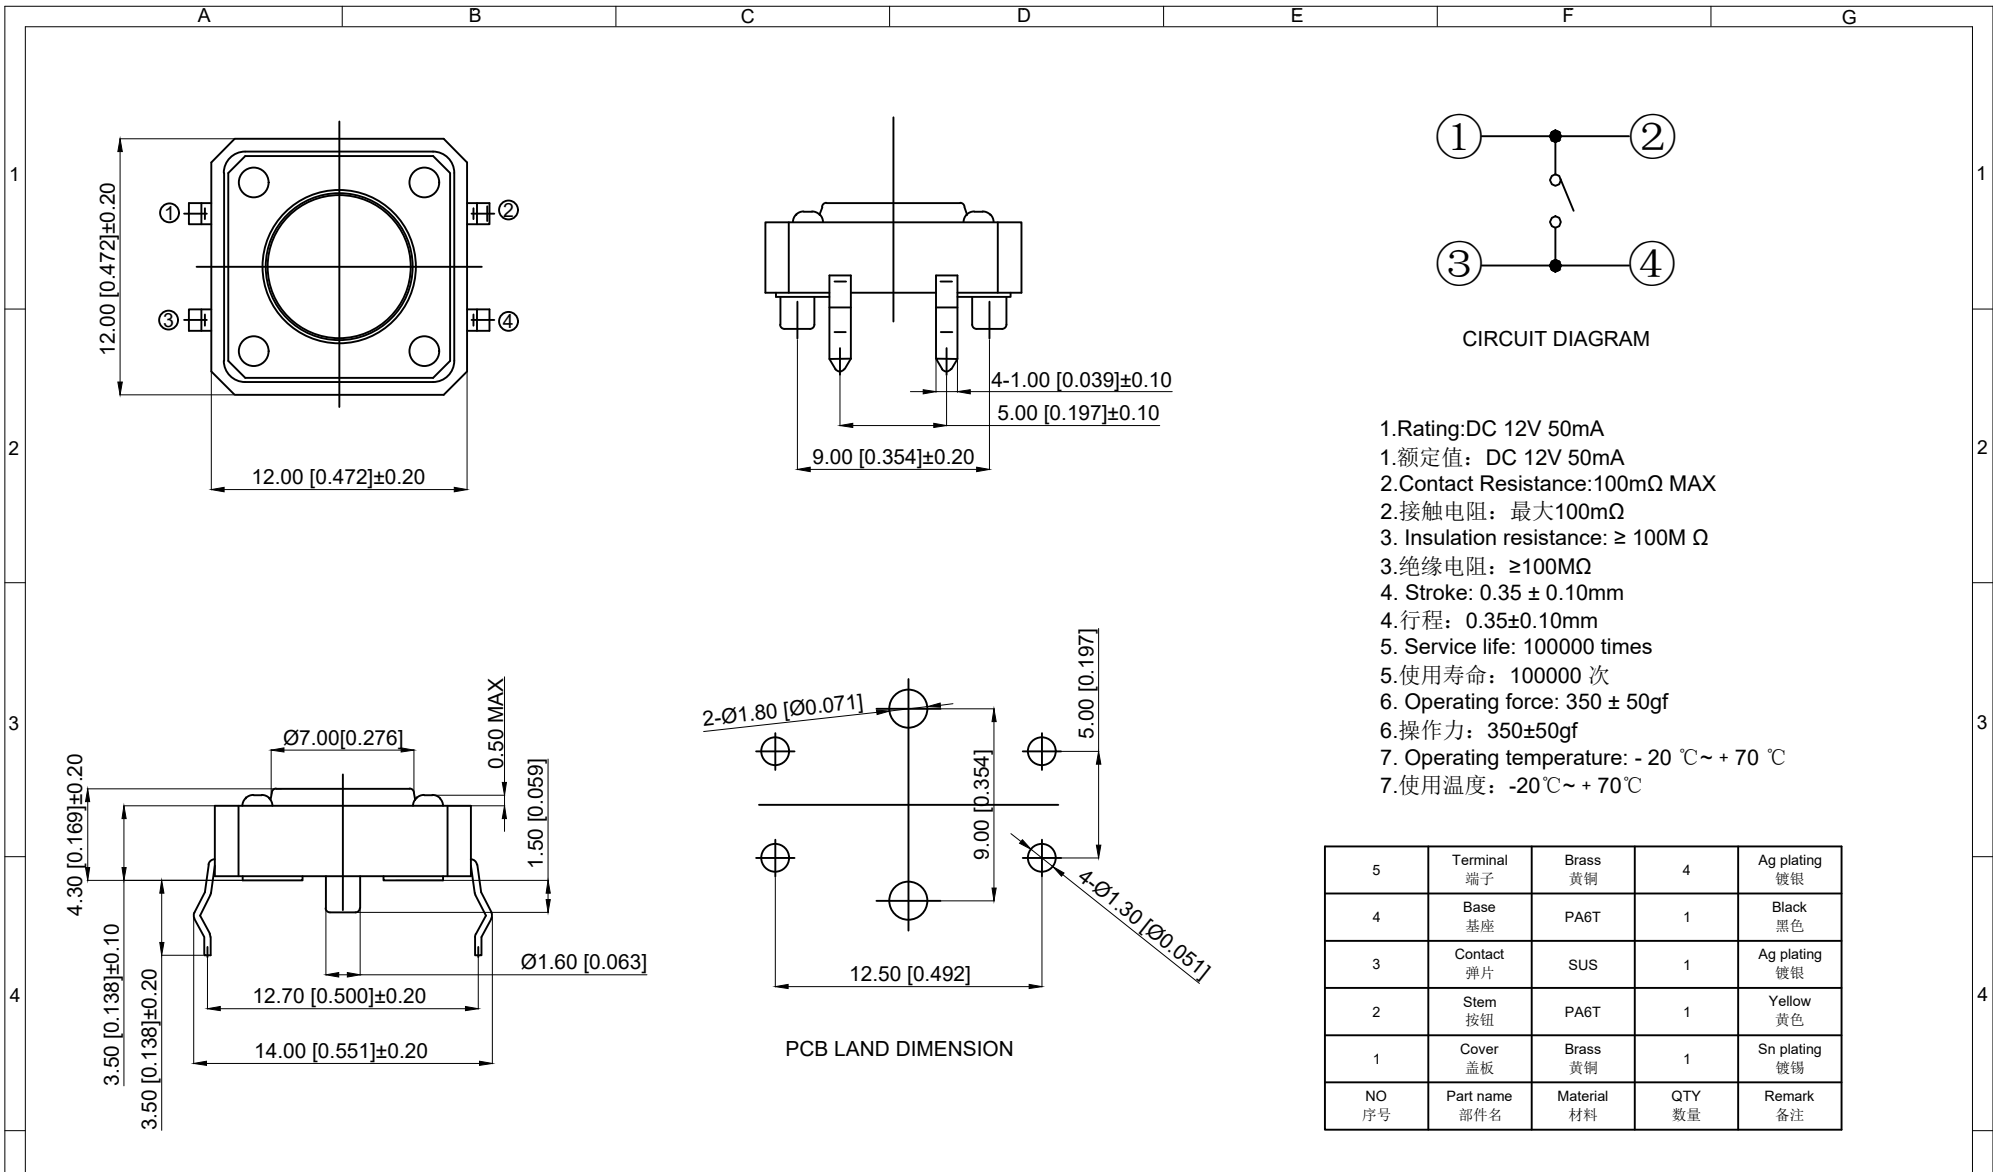 A B C D E F G
1
2
3
4
1
2
3
4
12.00 [0.472]±0.20
① ②
③ ④
12.00 [0.472]±0.20
4-1.00 [0.039]±0.10
5.00 [0.197]±0.10
9.00 [0.354]±0.20
① ②
③ ④
CIRCUIT DIAGRAM
1.Rating:DC 12V 50mA
1.额定值：DC 12V 50mA
2.Contact Resistance:100mΩ MAX
2.接触电阻：最大100mΩ
3. Insulation resistance: ≥ 100M Ω
3.绝缘电阻：≥100MΩ
4. Stroke: 0.35 ± 0.10mm
4.行程：0.35±0.10mm
5. Service life: 100000 times
5.使用寿命：100000 次
6. Operating force: 350 ± 50gf
6.操作力：350±50gf
7. Operating temperature: - 20 ℃~ + 70 ℃
7.使用温度：-20℃~ + 70℃
4.30 [0.169]±0.20
3.50 [0.138]±0.10
3.50 [0.138]±0.20
Ø7.00[0.276]
0.50 MAX
1.50 [0.059]
Ø1.60 [0.063]
12.70 [0.500]±0.20
14.00 [0.551]±0.20
2-Ø1.80 [Ø0.071]
5.00 [0.197]
9.00 [0.354]
4-Ø1.30 [Ø0.051]
12.50 [0.492]
PCB LAND DIMENSION
5 Terminal Brass 4 Ag plating
端子 黄铜 镀银
4 Base PA6T 1 Black
基座 黑色
3 Contact SUS 1 Ag plating
弹片 镀银
2 Stem PA6T 1 Yellow
按钮 黄色
1 Cover Brass 1 Sn plating
盖板 黄铜 镀锡
NO Part name Material QTY Remark
序号 部件名 材料 数量 备注